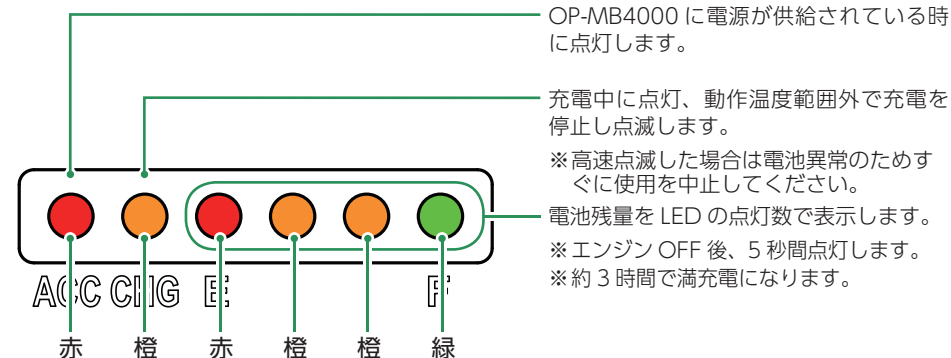 OP-MB4000 に電源が供給されている時
に点灯します。
充電中に点灯、動作温度範囲外で充電を
停止し点滅します。
※高速点滅した場合は電池異常のためす
ぐに使用を中止してください。
電池残量を LED の点灯数で表示します。
※エンジン OFF 後、5 秒間点灯します。
※約 3 時間で満充電になります。
ACC CHG E F
赤 橙 赤 橙 橙 緑